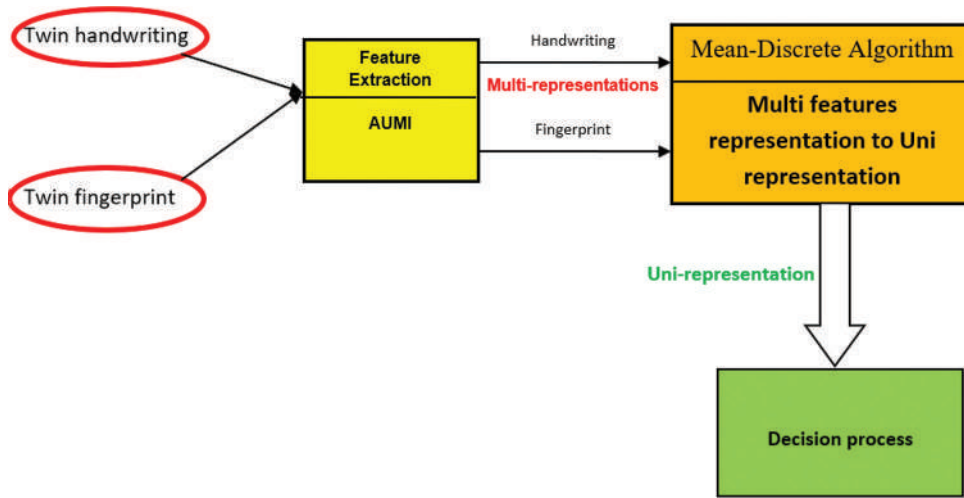 Twin handwriting
Twin fingerprint
Feature
Extraction
AUMI
Handwriting
Multi-representations
Fingerprint
Mean-Discrete Algorithm
Multi features
representation to Uni
representation
Uni-representation
Decision process